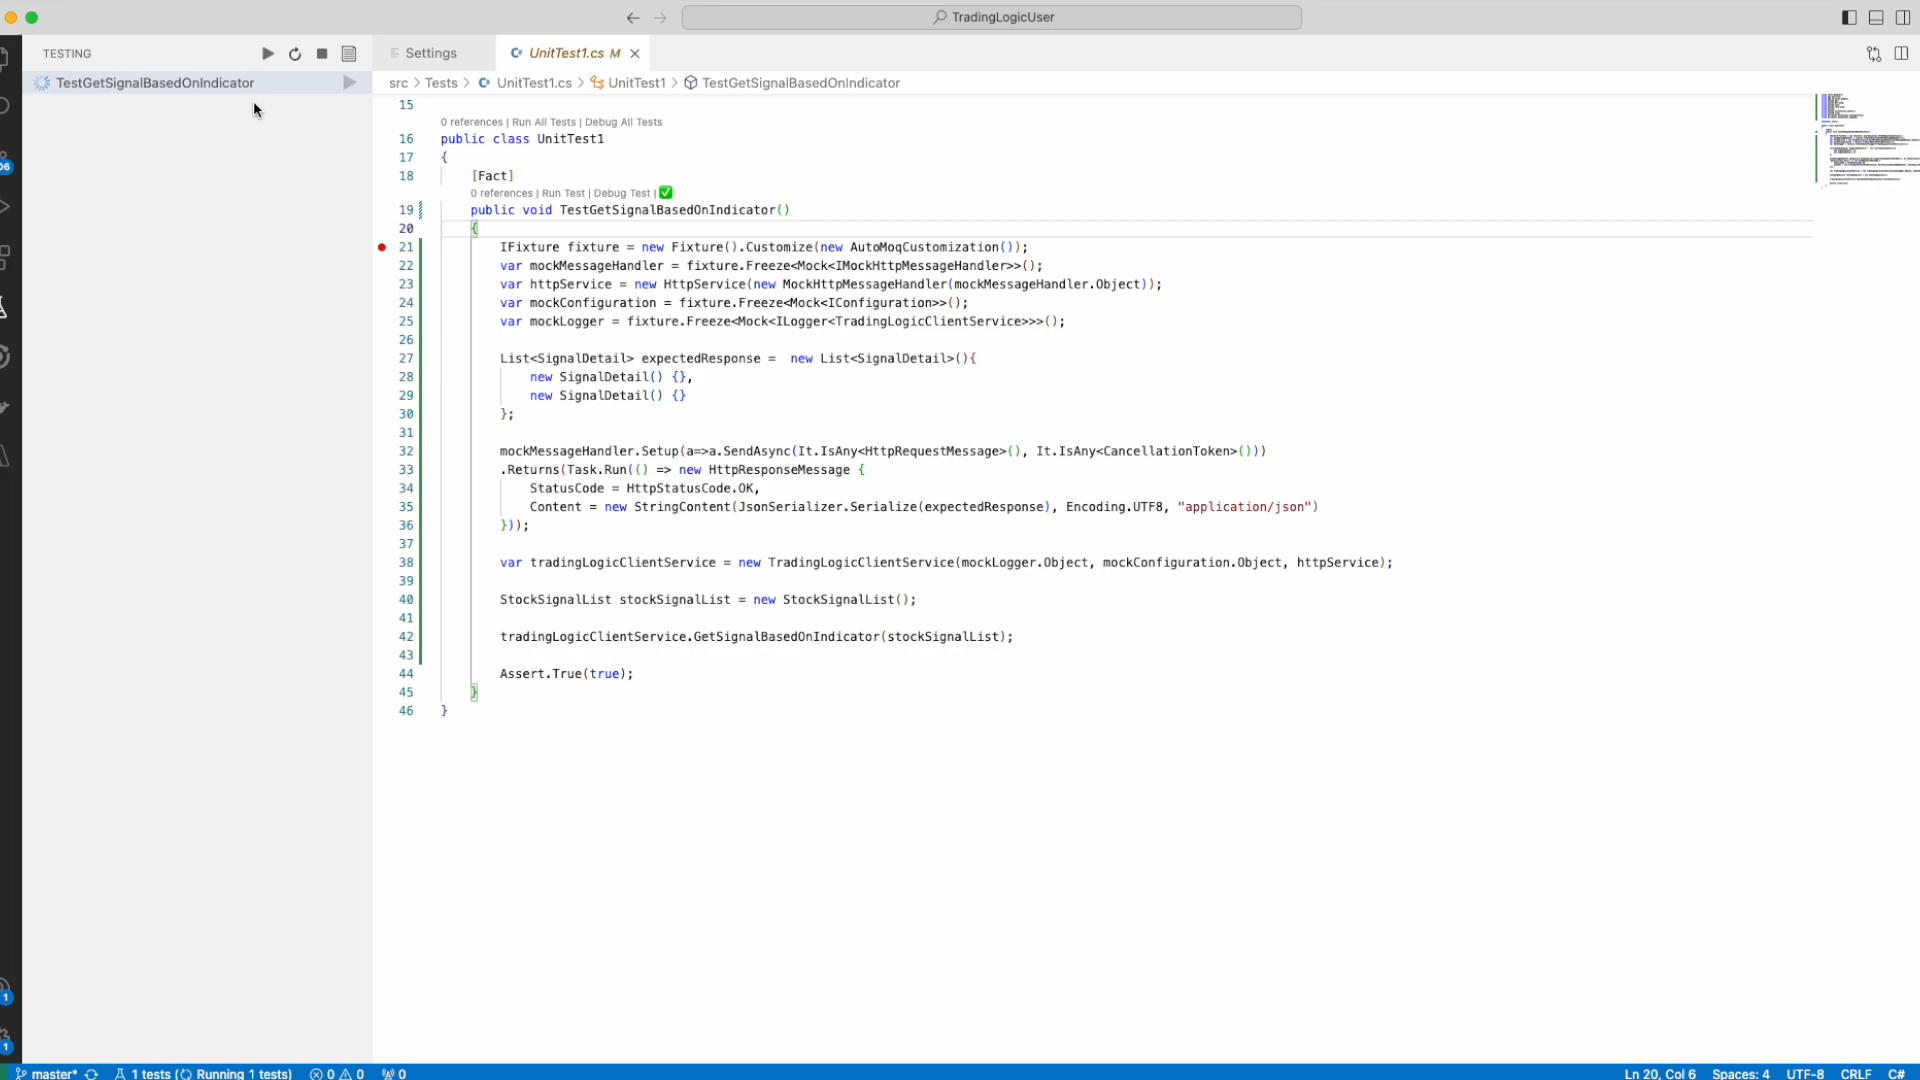 TradingLogicUser
TESTING
TestGetSignalBasedOnIndicator
Settings
UnitTest1.cs M
src > Tests > UnitTest1.cs > UnitTest1 > TestGetSignalBasedOnIndicator
15
0 references | Run All Tests | Debug All Tests
16 public class UnitTest1
17 {
18 [Fact]
0 references | Run Test | Debug Test | ✅
19 public void TestGetSignalBasedOnIndicator()
20 {
21 IFixture fixture = new Fixture().Customize(new AutoMoqCustomization());
22 var mockMessageHandler = fixture.Freeze<Mock<IMockHttpMessageHandler>>();
23 var httpService = new HttpService(new MockHttpMessageHandler(mockMessageHandler.Object));
24 var mockConfiguration = fixture.Freeze<Mock<IConfiguration>>();
25 var mockLogger = fixture.Freeze<Mock<ILogger<TradingLogicClientService>>>();
26
27 List<SignalDetail> expectedResponse =  new List<SignalDetail>(){
28 new SignalDetail() {},
29 new SignalDetail() {}
30 };
31
32 mockMessageHandler.Setup(a=>a.SendAsync(It.IsAny<HttpRequestMessage>(), It.IsAny<CancellationToken>()))
33 .Returns(Task.Run(() => new HttpResponseMessage {
34 StatusCode = HttpStatusCode.OK,
35 Content = new StringContent(JsonSerializer.Serialize(expectedResponse), Encoding.UTF8, "application/json")
36 }));
37
38 var tradingLogicClientService = new TradingLogicClientService(mockLogger.Object, mockConfiguration.Object, httpService);
39
40 StockSignalList stockSignalList = new StockSignalList();
41
42 tradingLogicClientService.GetSignalBasedOnIndicator(stockSignalList);
43
44 Assert.True(true);
45 }
46 }
1
1
master* 1 tests ( Running 1 tests) 0 0 0
Ln 20, Col 6 Spaces: 4 UTF-8 CRLF C#